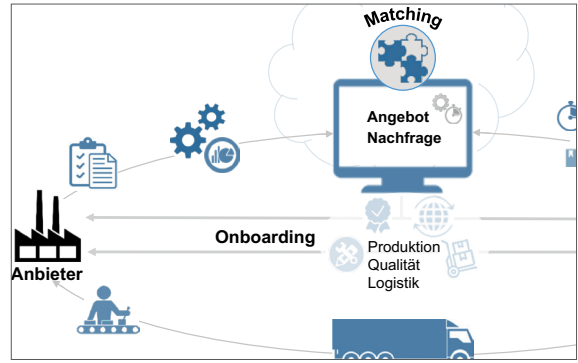 Matching
Angebot
Nachfrage
Onboarding
Produktion
Qualität
Logistik
Anbieter